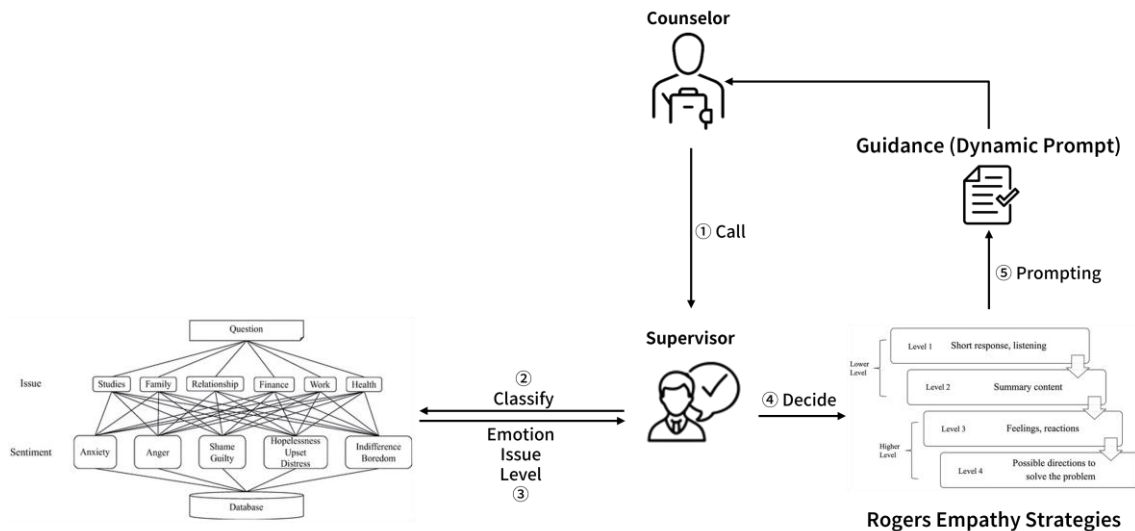 Counselor
Guidance (Dynamic Prompt)
① Call
⑤ Prompting
Supervisor
Question
Issue
Studies
Family
Relationship
Finance
Work
Health
Sentiment
Anxiety
Anger
Shame
Guilty
Hopelessness
Upset
Distress
Indifference
Boredom
Database
②
Classify
Emotion
Issue
Level
③
④ Decide
Lower
Level
Level 1
Short response, listening
Level 2
Summary content
Higher
Level
Level 3
Feelings, reactions
Level 4
Possible directions to
solve the problem
Rogers Empathy Strategies